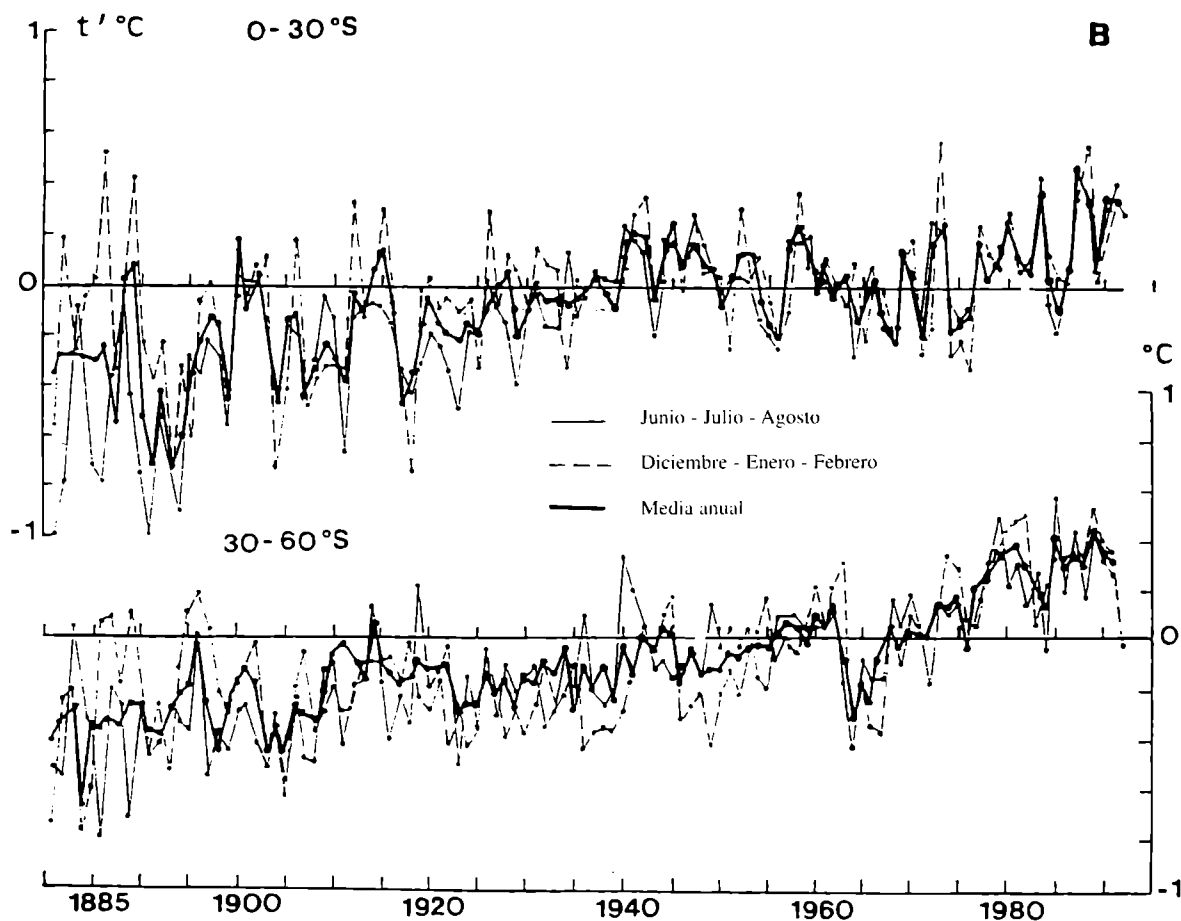 1 t' °C 0-30°S B
0
°C
1
Junio - Julio - Agosto
Diciembre - Enero - Febrero
Media anual
-1
30-60°S
0
-1
1885 1900 1920 1940 1960 1980